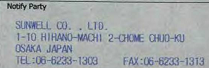 Notify Party
SUNWELL CO. , LTD.
1-10 HIRANO-MACHI 2-CHOME CHUO-KU
OSAKA JAPAN
TEL:06-6233-1303 FAX:06-6233-1313